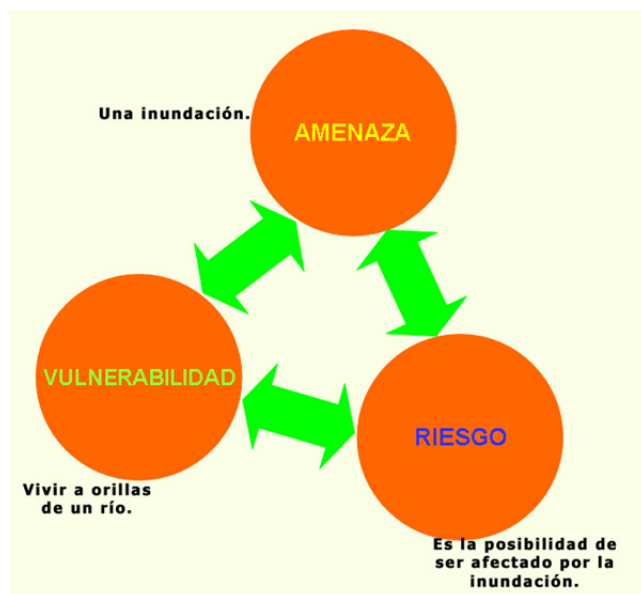 Una inundación.
AMENAZA
VULNERABILIDAD
Vivir a orillas
de un río.
RIESGO
Es la posibilidad de
ser afectado por la
inundación.